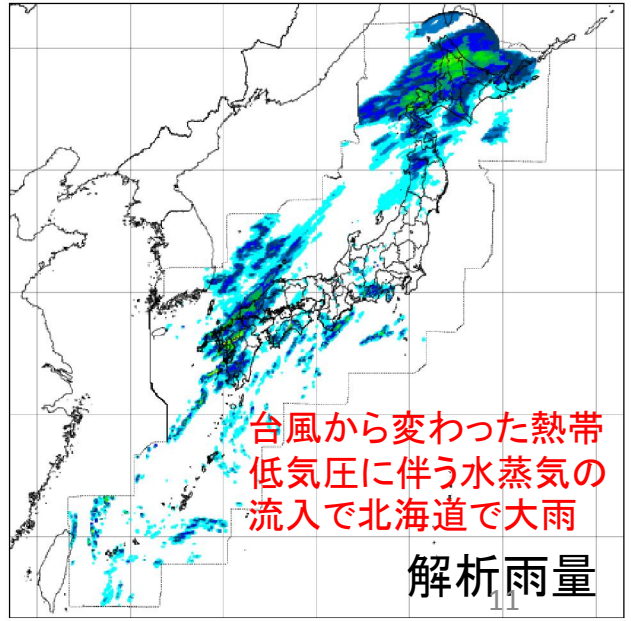 台風から変わった熱帯
低気圧に伴う水蒸気の
流入で北海道で大雨
解析雨量
11